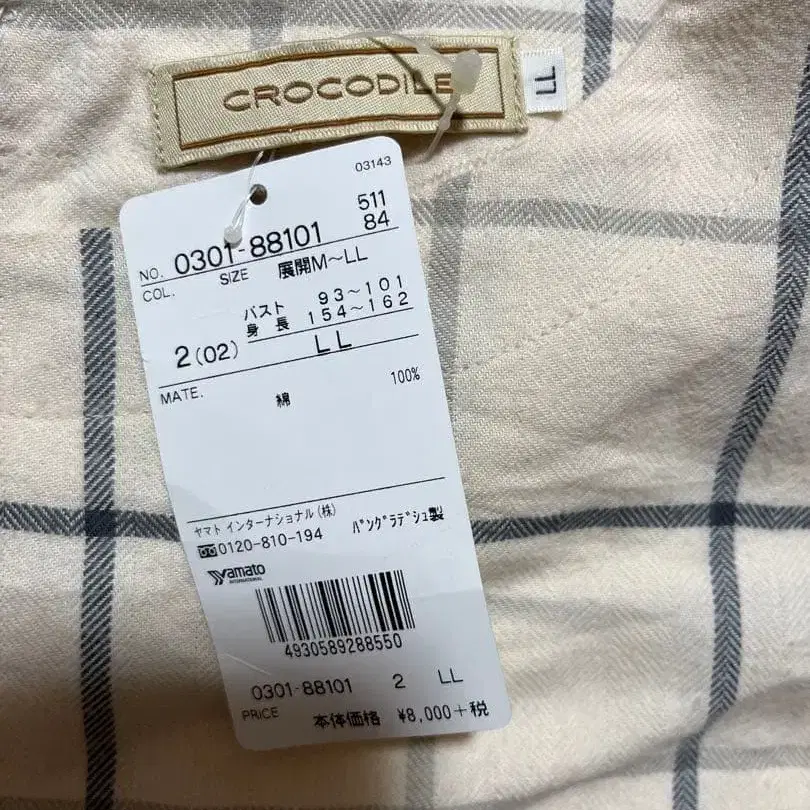 CROCODILE
LL
03143
511
84
NO. 0301-88101
COL. SIZE 展開M〜LL
バスト 93〜101
身長 154〜162
2(02) LL
MATE. 100%
綿
ヤマト インターナショナル(株)
0120-810-194 バングラデシュ製
Yamato
INTERNATIONAL
4930589288550
0301-88101 2 LL
PRICE 本体価格 ¥8,000+税